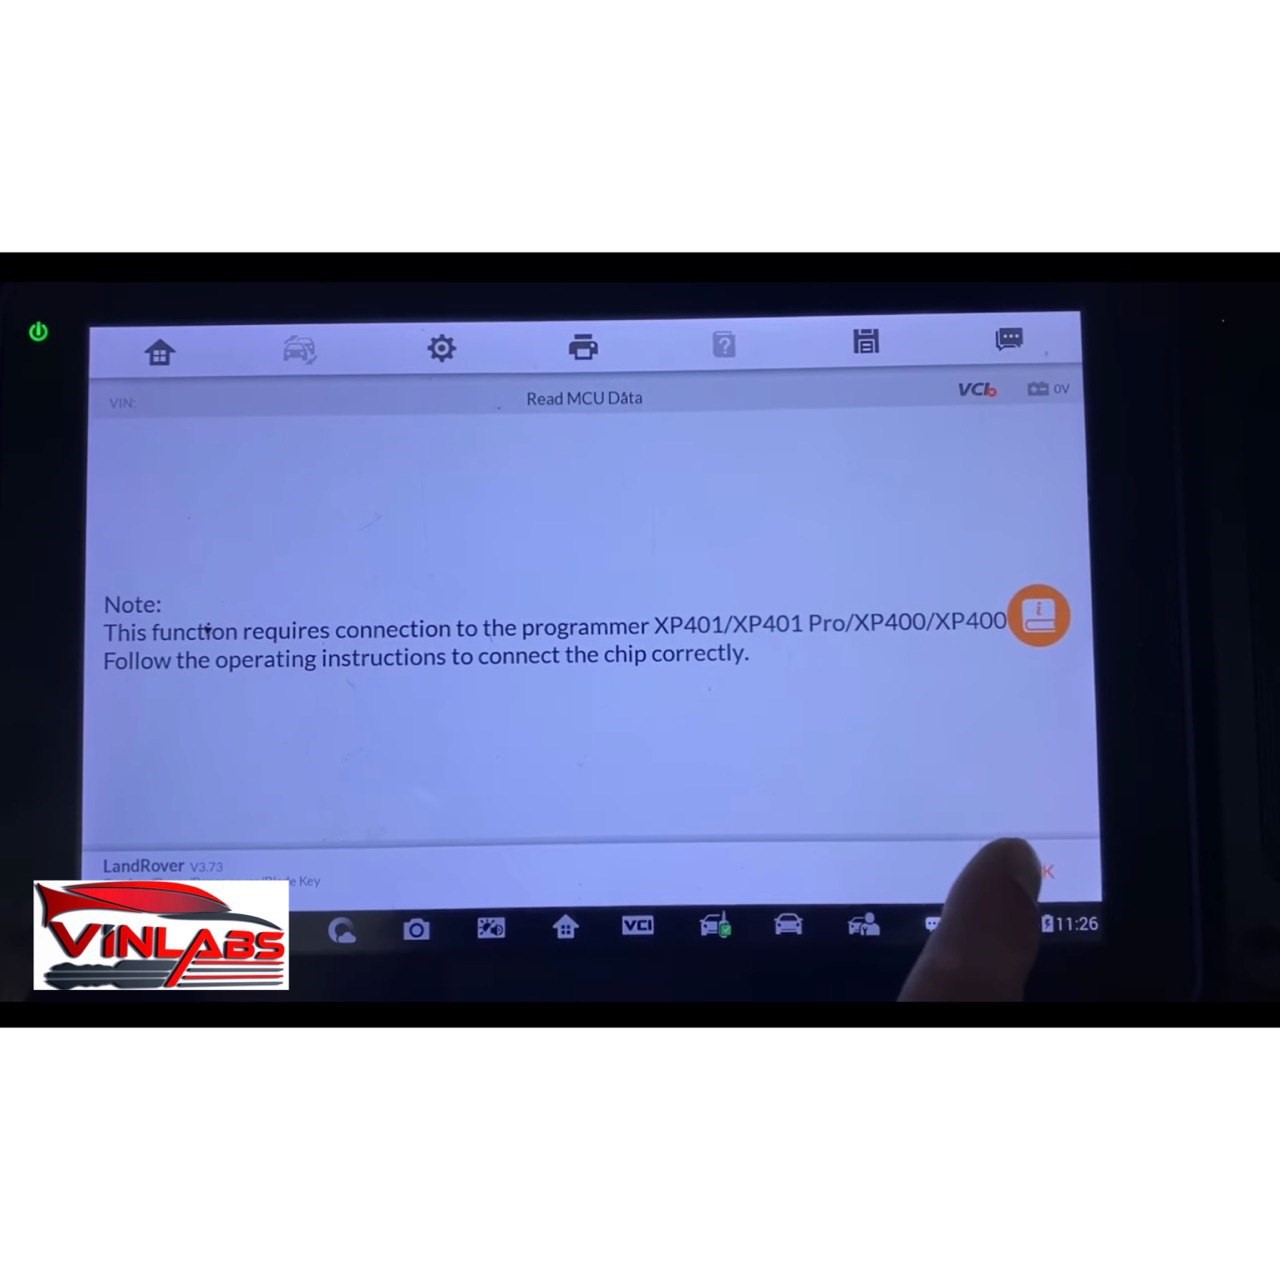 VIN:
Read MCU Data
VCI
0V
Note:
This function requires connection to the programmer XP401/XP401 Pro/XP400/XP400
Follow the operating instructions to connect the chip correctly.
i
LandRover V3.73
Key
K
VINLABS
VCI
11:26